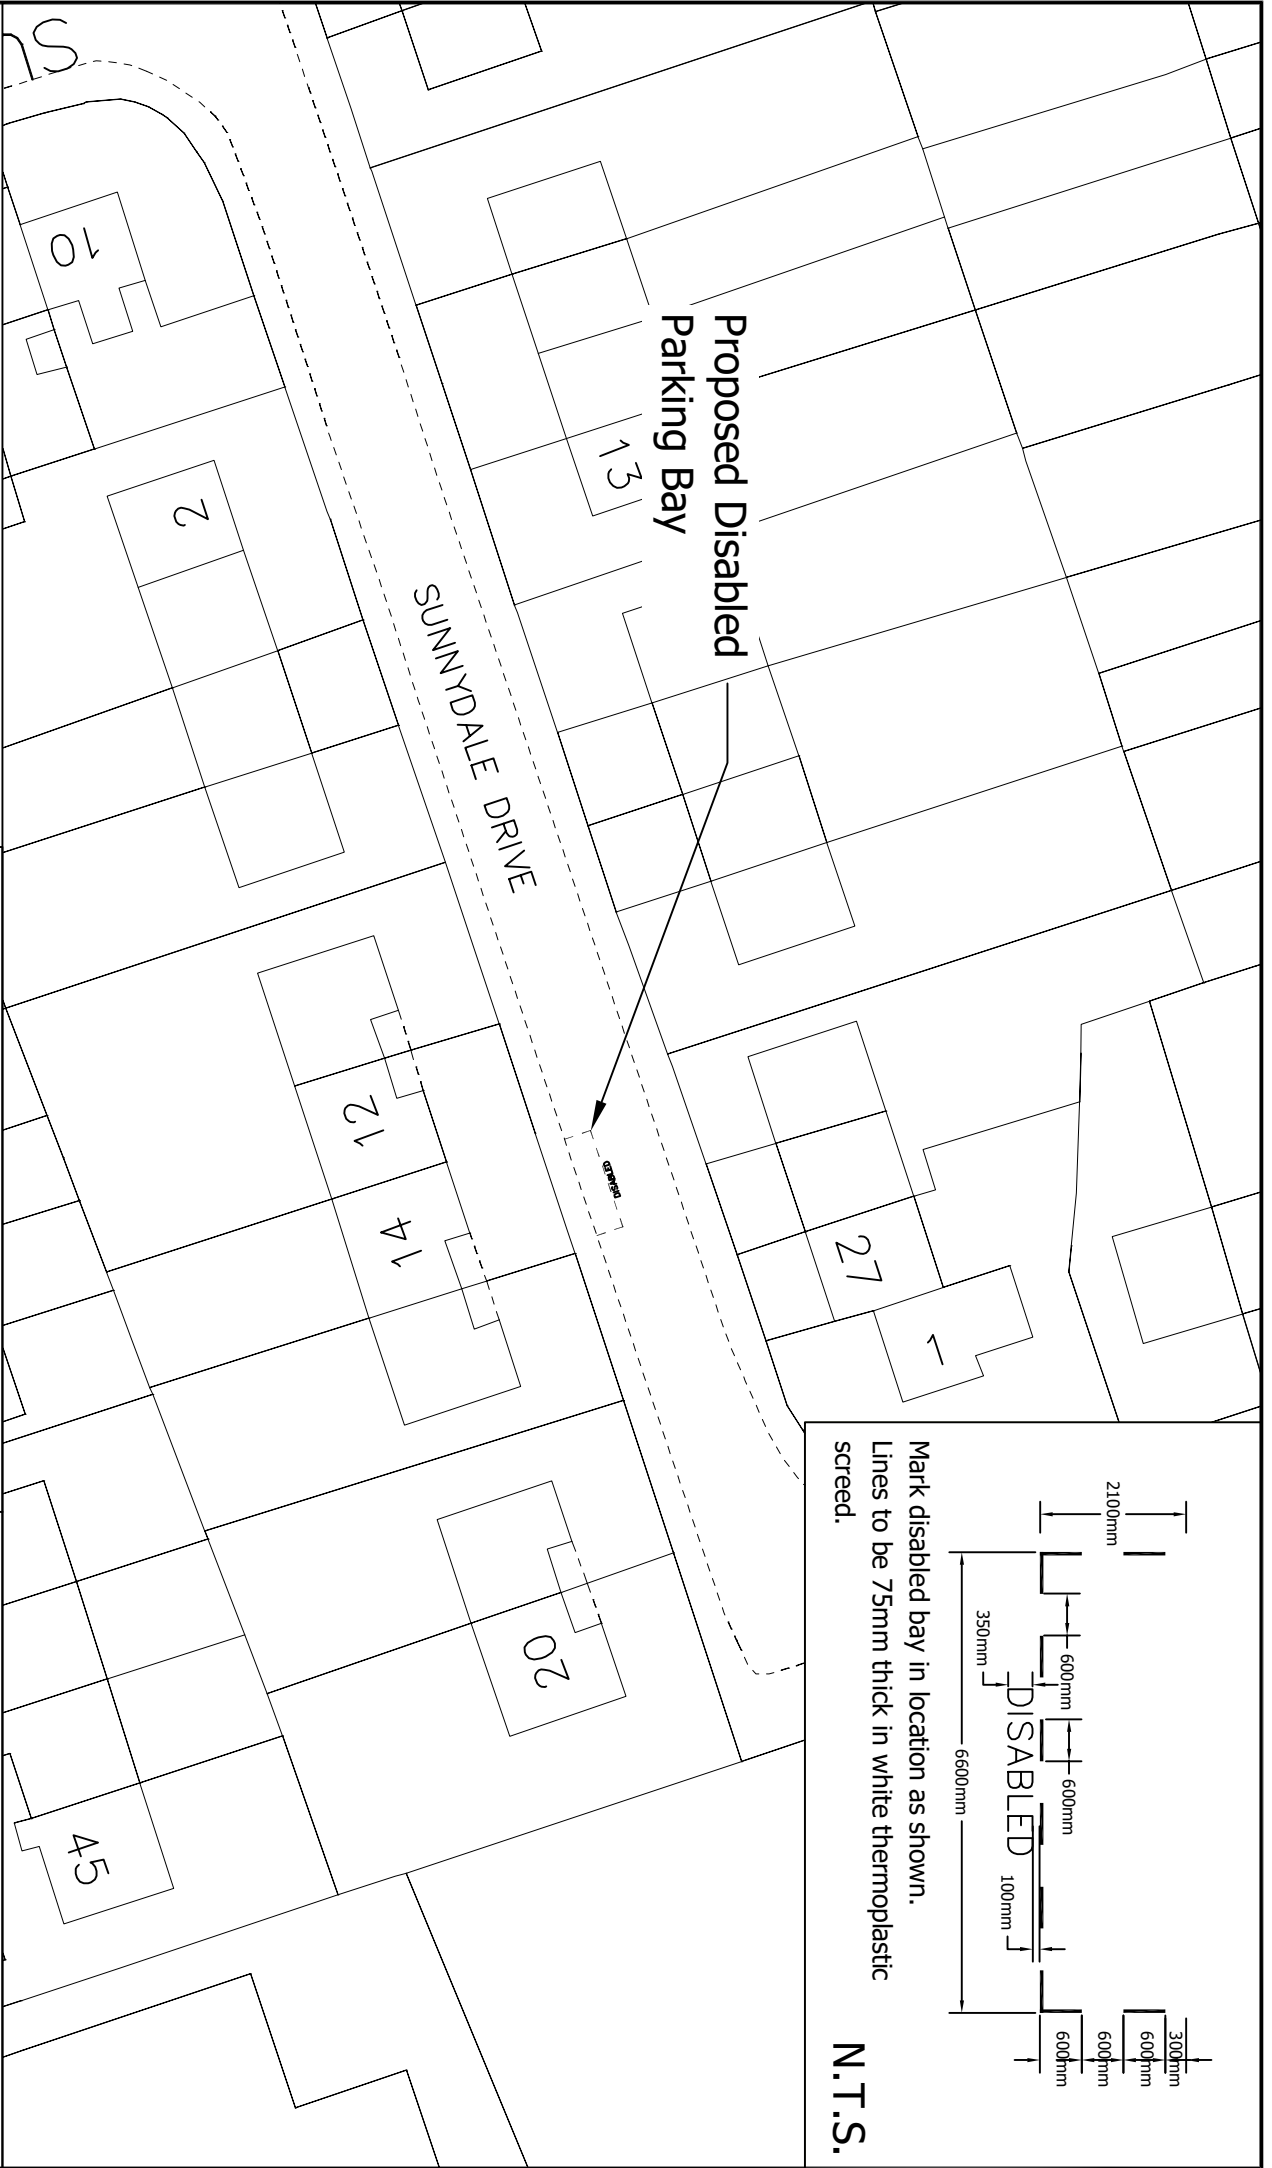 Proposed Disabled
Parking Bay
SUNNYDALE DRIVE
DISABLED
10
2
13
12
14
27
1
20
45
2100mm
600mm
600mm
350mm
DISABLED
100mm
6600mm
300mm
600mm
600mm
600mm
Mark disabled bay in location as shown.
Lines to be 75mm thick in white thermoplastic
screed.
N.T.S.